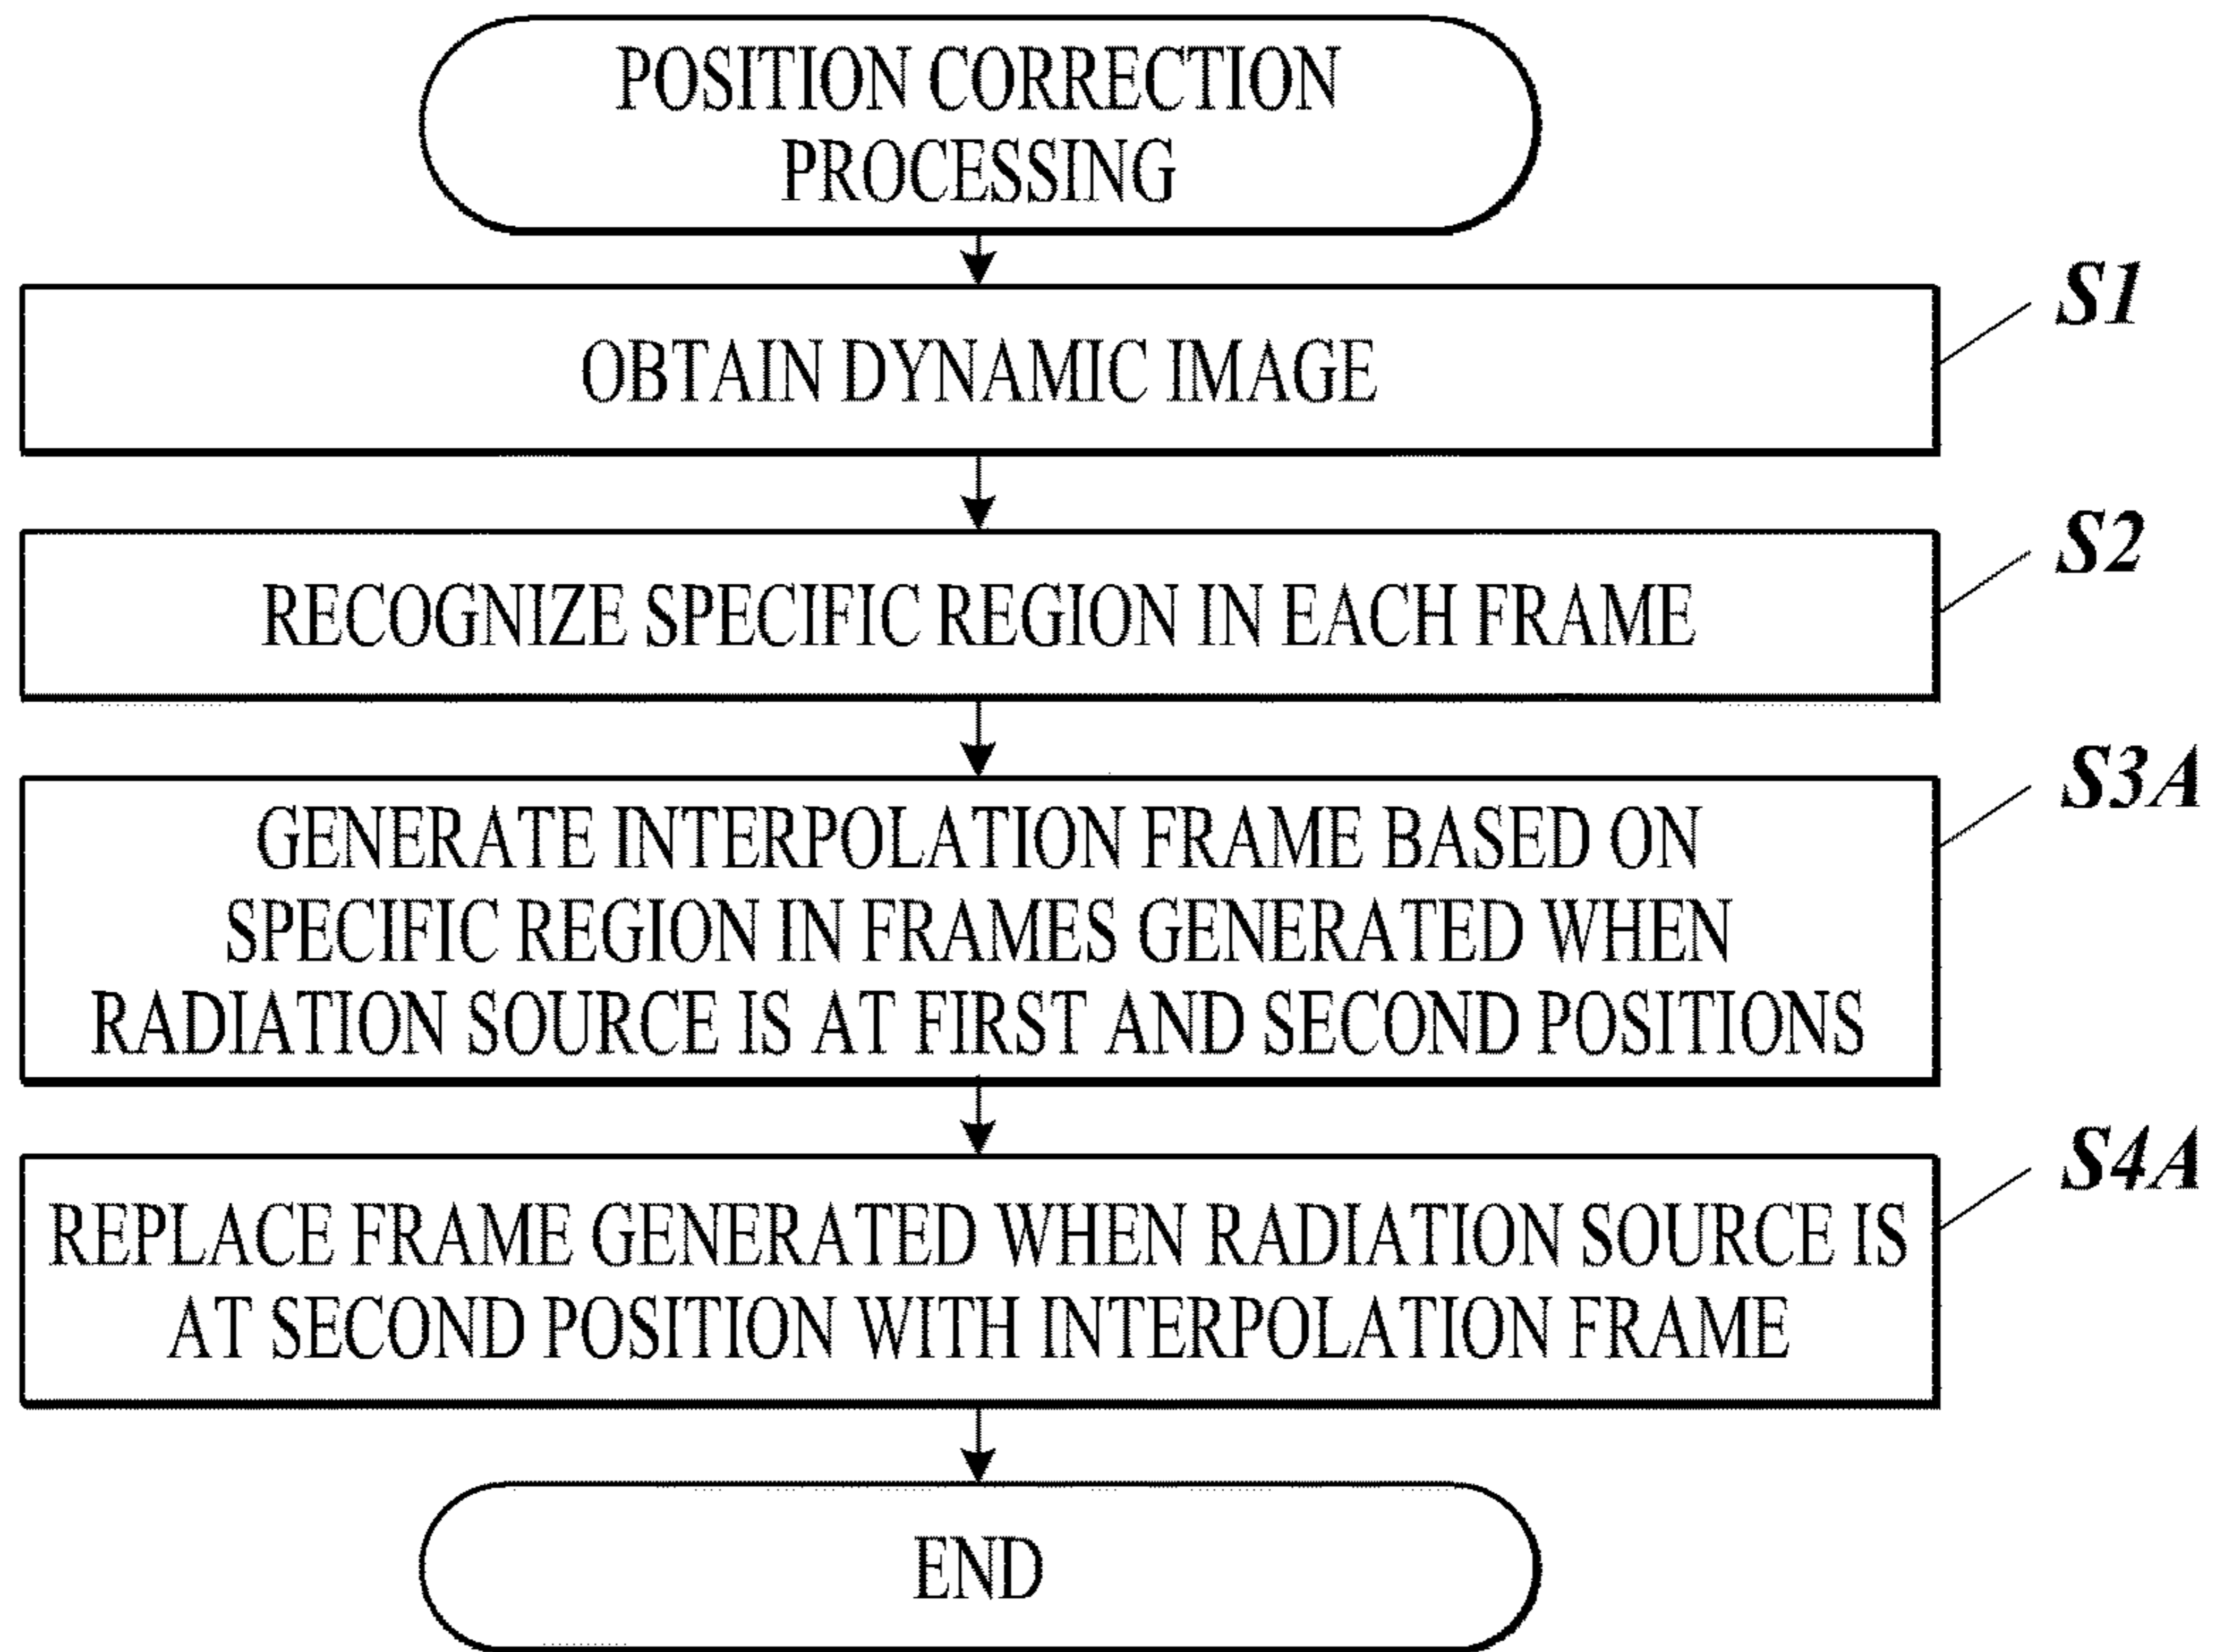 POSITION CORRECTION
PROCESSING
S1
OBTAIN DYNAMIC IMAGE
S2
RECOGNIZE SPECIFIC REGION IN EACH FRAME
S3A
GENERATE INTERPOLATION FRAME BASED ON
SPECIFIC REGION IN FRAMES GENERATED WHEN
RADIATION SOURCE IS AT FIRST AND SECOND POSITIONS
S4A
REPLACE FRAME GENERATED WHEN RADIATION SOURCE IS
AT SECOND POSITION WITH INTERPOLATION FRAME
END